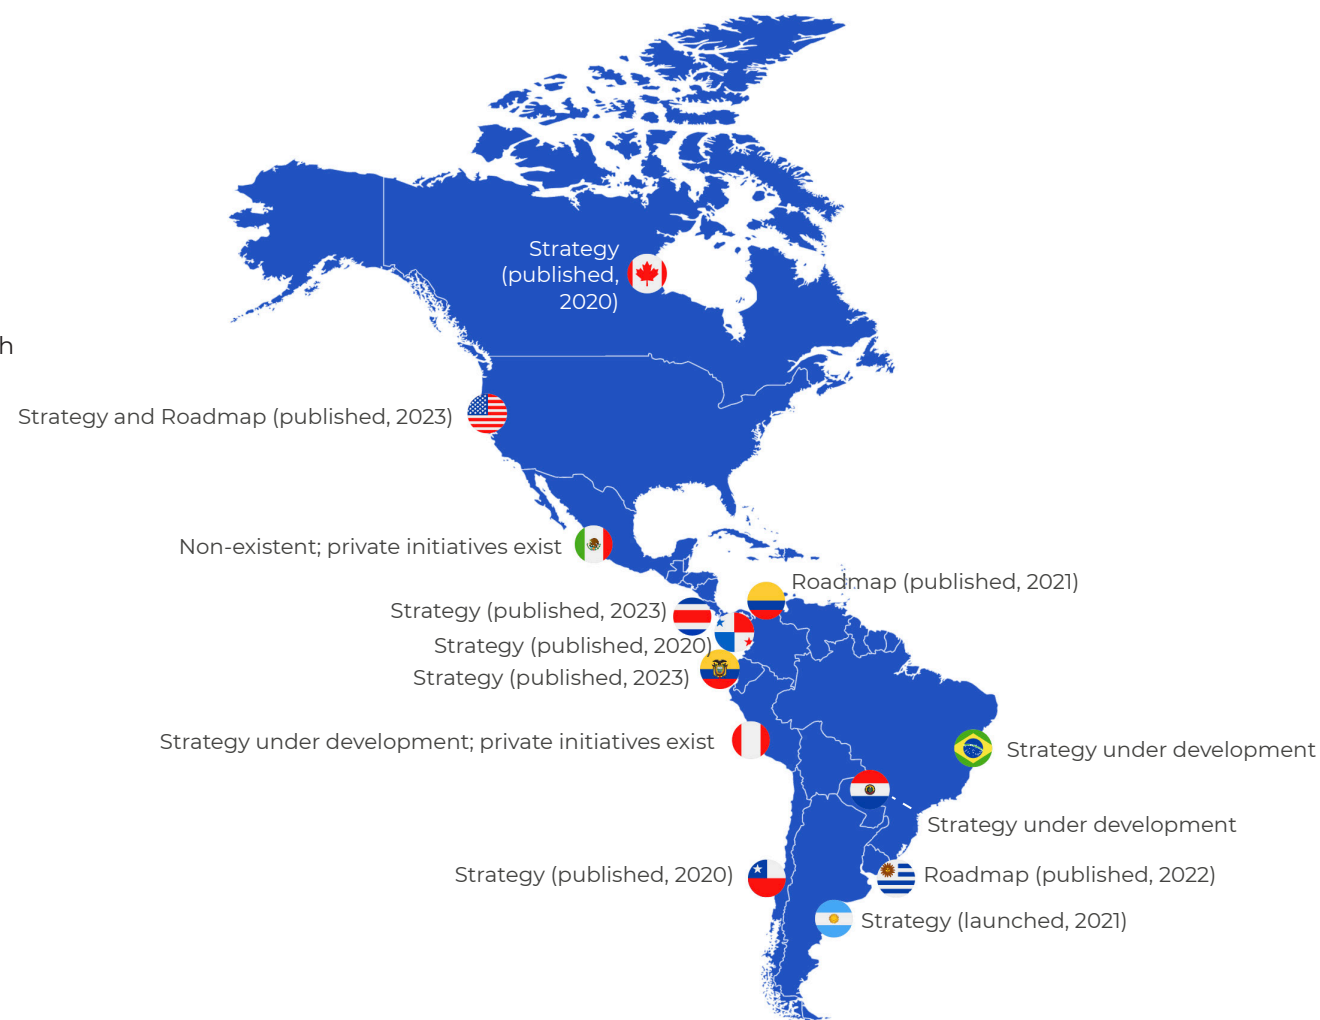 Strategy
(published,
2020)
h
Strategy and Roadmap (published, 2023)
Non-existent; private initiatives exist
Roadmap (published, 2021)
Strategy (published, 2023)
Strategy (published, 2020)
Strategy (published, 2023)
Strategy under development; private initiatives exist
Strategy under development
Strategy under development
Strategy (published, 2020)
Roadmap (published, 2022)
Strategy (launched, 2021)